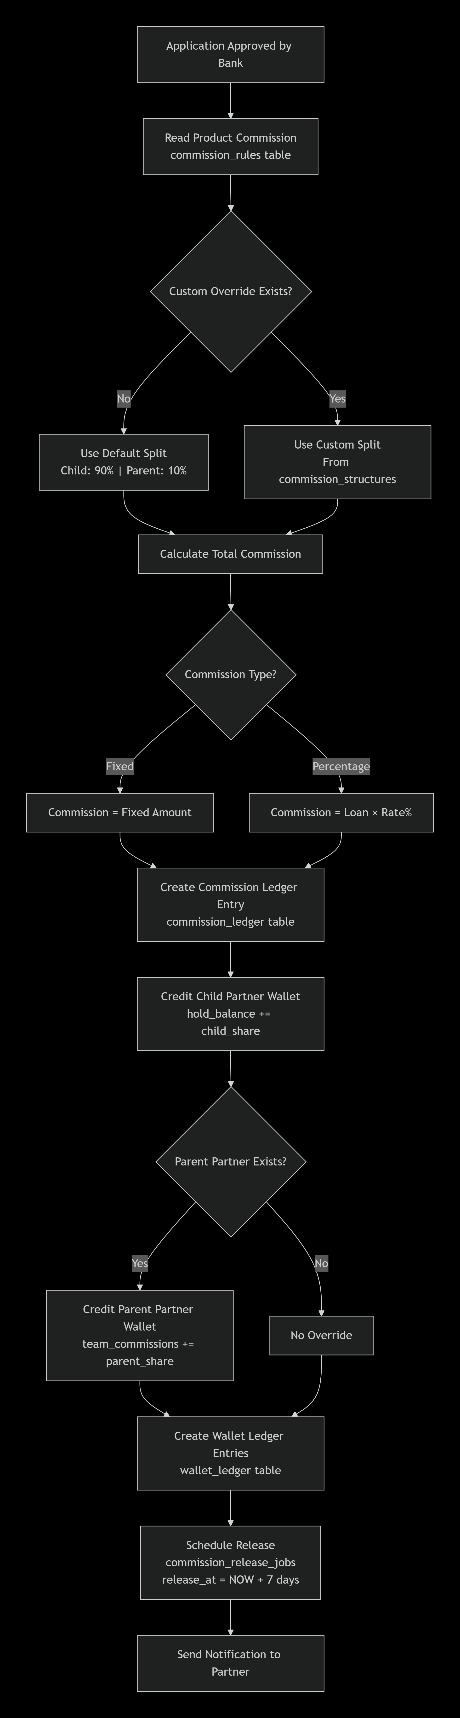 Application Approved by
Bank
Read Product Commission
commission_rules table
Custom Override Exists?
No
Yes
Use Default Split
Child: 90% | Parent: 10%
Use Custom Split
From
commission_structures
Calculate Total Commission
Commission Type?
Fixed
Percentage
Commission = Fixed Amount
Commission = Loan × Rate%
Create Commission Ledger
Entry
commission_ledger table
Credit Child Partner Wallet
hold_balance +=
child_share
Parent Partner Exists?
Yes
No
Credit Parent Partner
Wallet
team_commissions +=
parent_share
No Override
Create Wallet Ledger
Entries
wallet_ledger table
Schedule Release
commission_release_jobs
release_at = NOW + 7 days
Send Notification to
Partner